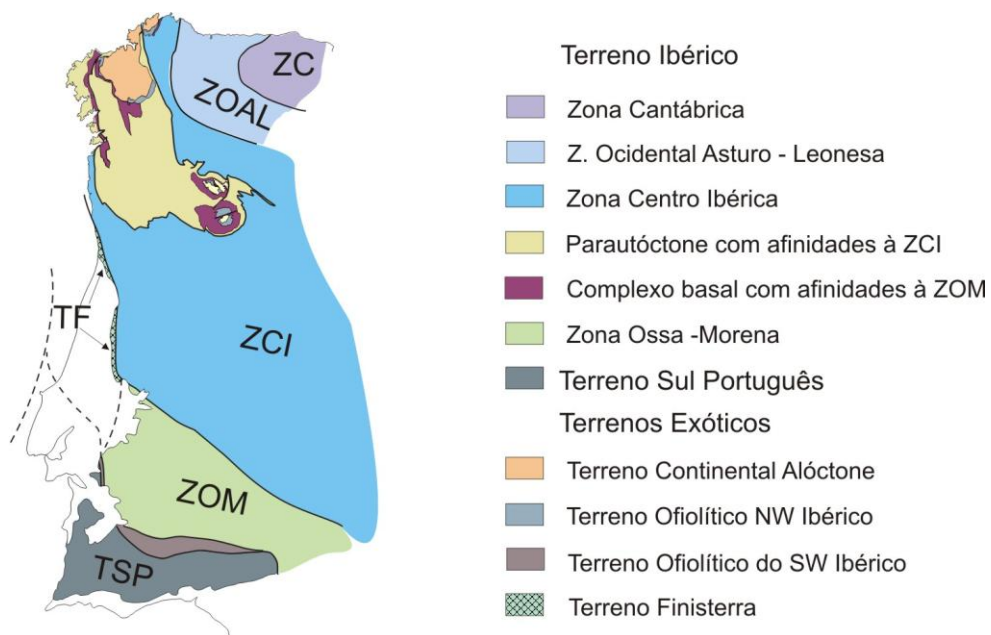 ZC
ZOAL
TF
ZCI
ZOM
TSP
Terreno Ibérico
Zona Cantábrica
Z. Ocidental Asturo - Leonesa
Zona Centro Ibérica
Parautóctone com afinidades à ZCI
Complexo basal com afinidades à ZOM
Zona Ossa -Morena
Terreno Sul Português
Terrenos Exóticos
Terreno Continental Alóctone
Terreno Ofiolítico NW Ibérico
Terreno Ofiolítico do SW Ibérico
Terreno Finisterra